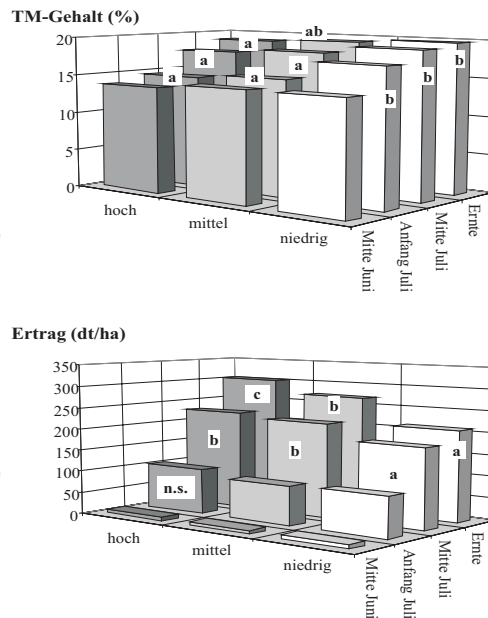 TM-Gehalt (%)
20
15
10
5
0
a
a
a
a
a
ab
b
b
b
hoch
mittel
niedrig
Mitte Juni
Anfang Juli
Mitte Juli
Ernte
Ertrag (dt/ha)
350
300
250
200
150
100
50
0
c
b
b
b
a
a
n.s.
hoch
mittel
niedrig
Mitte Juni
Anfang Juli
Mitte Juli
Ernte